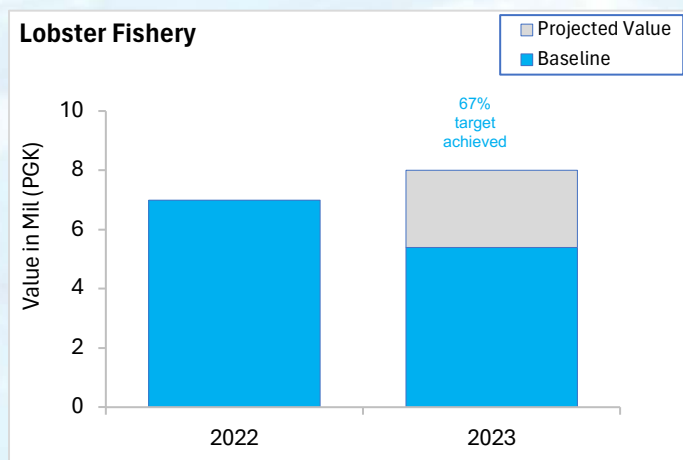 Lobster Fishery
Projected Value
Baseline
67%
target
achieved
Value in Mil (PGK)
10
8
6
4
2
0
2022
2023